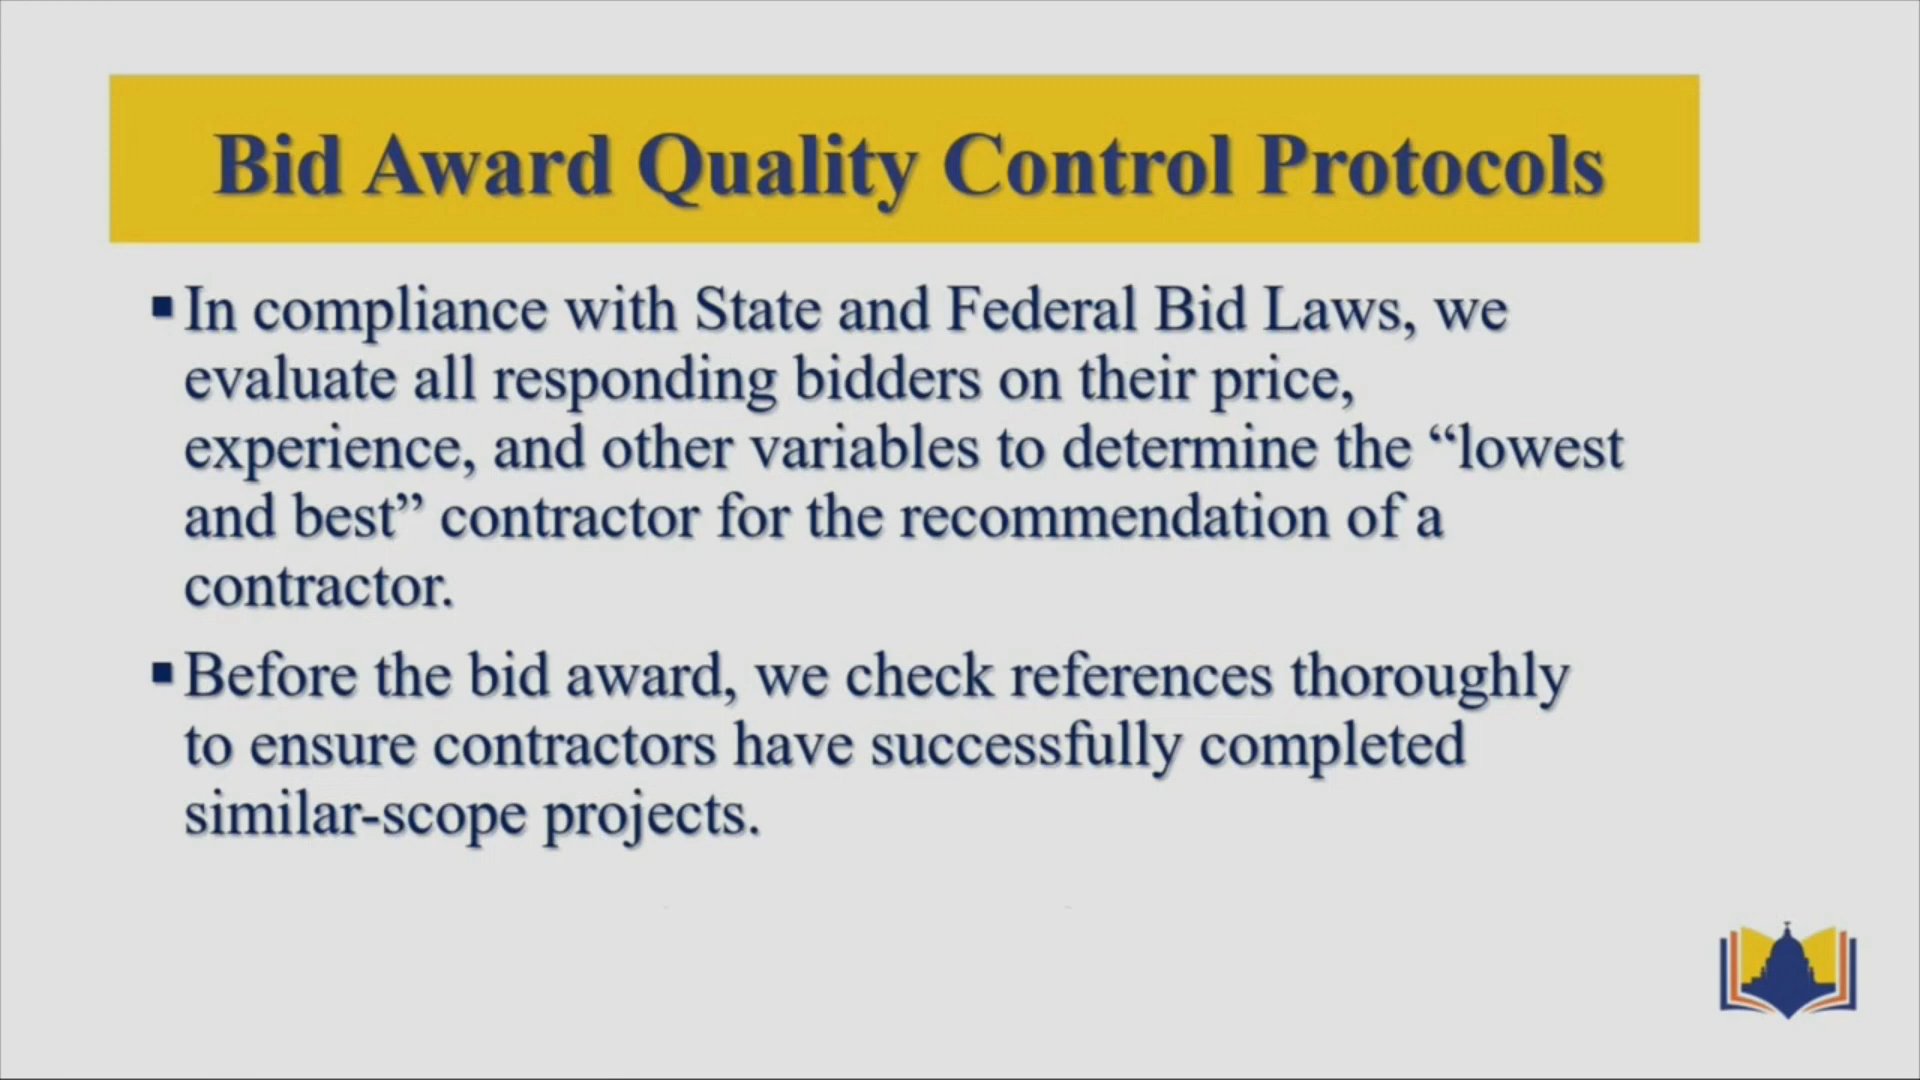 Bid Award Quality Control Protocols
▪In compliance with State and Federal Bid Laws, we
evaluate all responding bidders on their price,
experience, and other variables to determine the “lowest
and best” contractor for the recommendation of a
contractor.
▪Before the bid award, we check references thoroughly
to ensure contractors have successfully completed
similar-scope projects.